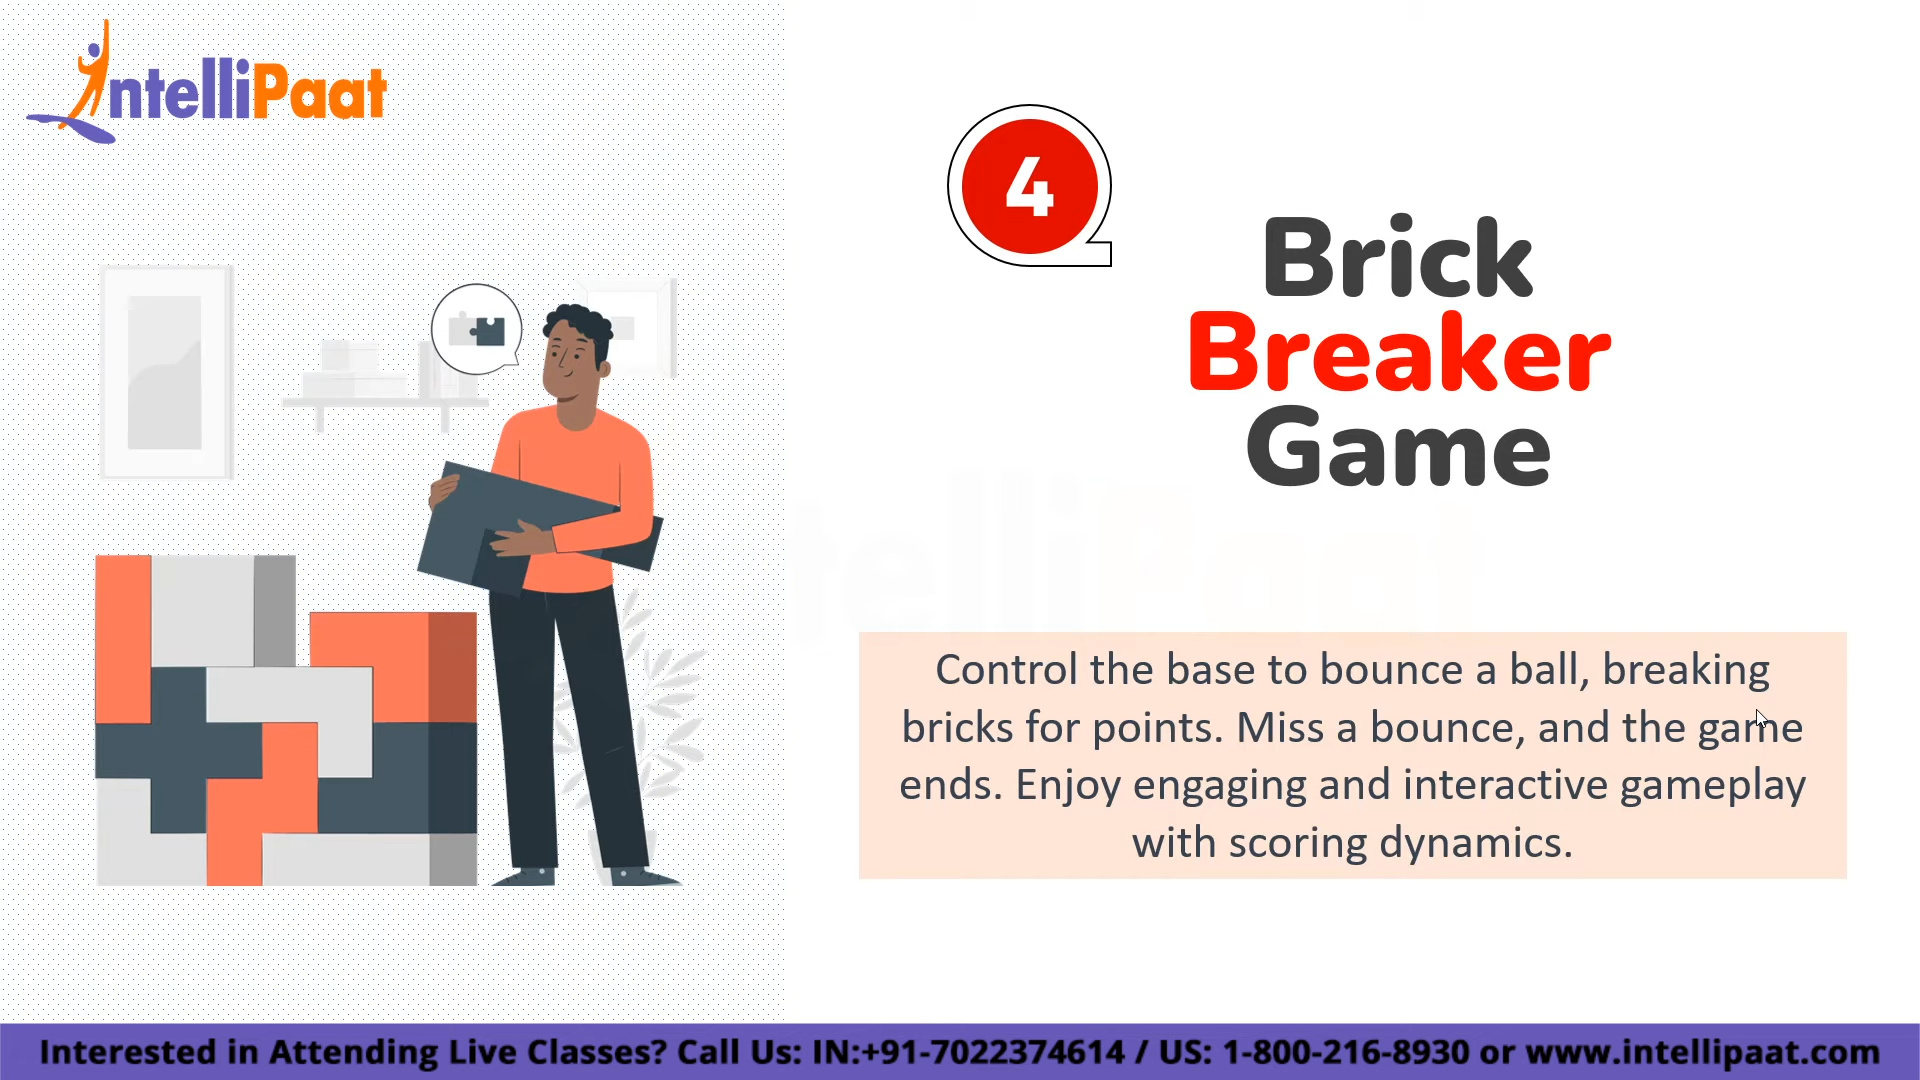 IntelliPaat
4
Brick
Breaker
Game
Control the base to bounce a ball, breaking
bricks for points. Miss a bounce, and the game
ends. Enjoy engaging and interactive gameplay
with scoring dynamics.
Interested in Attending Live Classes? Call Us: IN:+91-7022374614 / US: 1-800-216-8930 or www.intellipaat.com